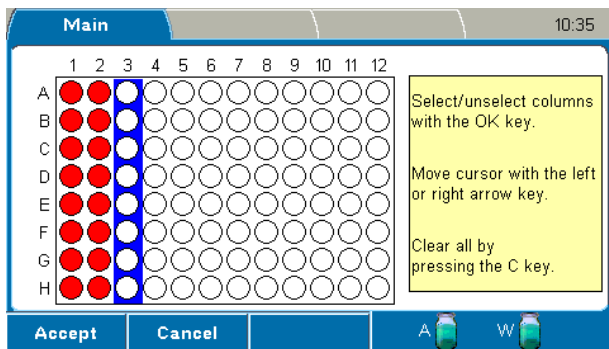 Main
10:35
1 2 3 4 5 6 7 8 9 10 11 12
A
B
C
D
E
F
G
H
Select/unselect columns
with the OK key.
Move cursor with the left
or right arrow key.
Clear all by
pressing the C key.
Accept Cancel A W